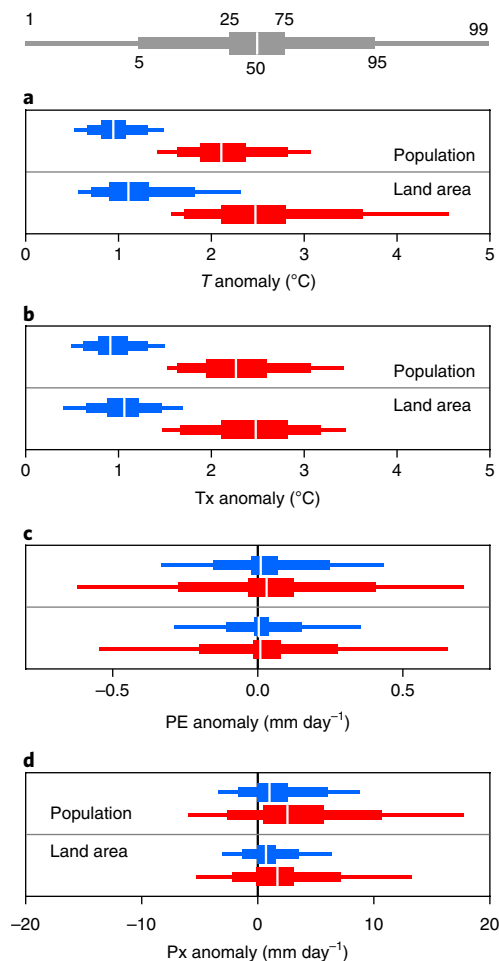 1 25 75 99
5 50 95
a
Population
Land area
0 1 2 3 4 5
T anomaly (°C)
b
Population
Land area
0 1 2 3 4 5
Tx anomaly (°C)
c
−0.5 0.0 0.5
PE anomaly (mm day⁻¹)
d
Population
Land area
−20 −10 0 10 20
Px anomaly (mm day⁻¹)